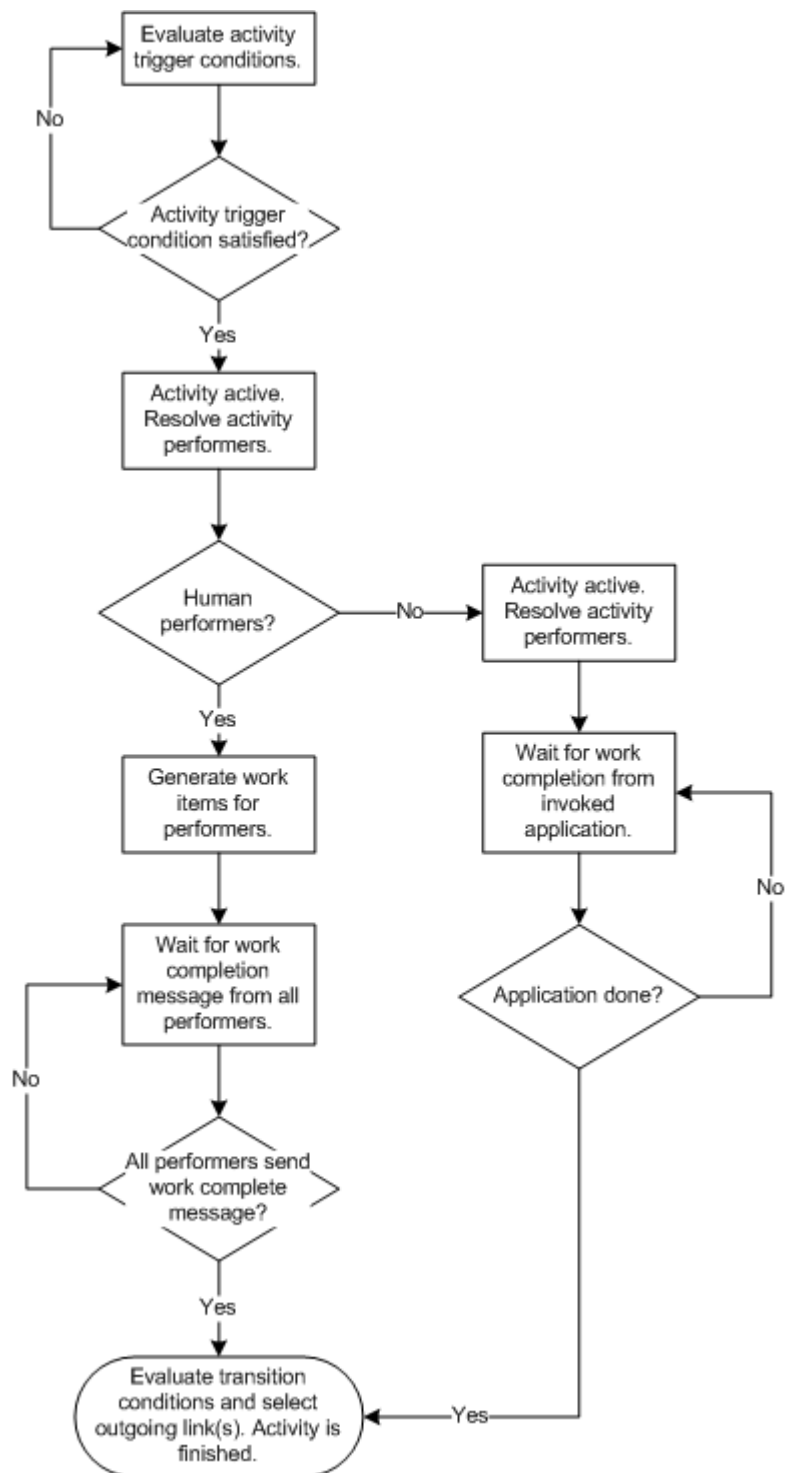 Evaluate activity
trigger conditions.
No
Activity trigger
condition satisfied?
Yes
Activity active.
Resolve activity
performers.
Human
performers?
No
Activity active.
Resolve activity
performers.
Yes
Generate work
items for
performers.
Wait for work
completion from
invoked
application.
No
Wait for work
completion
message from all
performers.
Application done?
No
All performers send
work complete
message?
Yes
Evaluate transition
conditions and select
outgoing link(s). Activity is
finished.
Yes